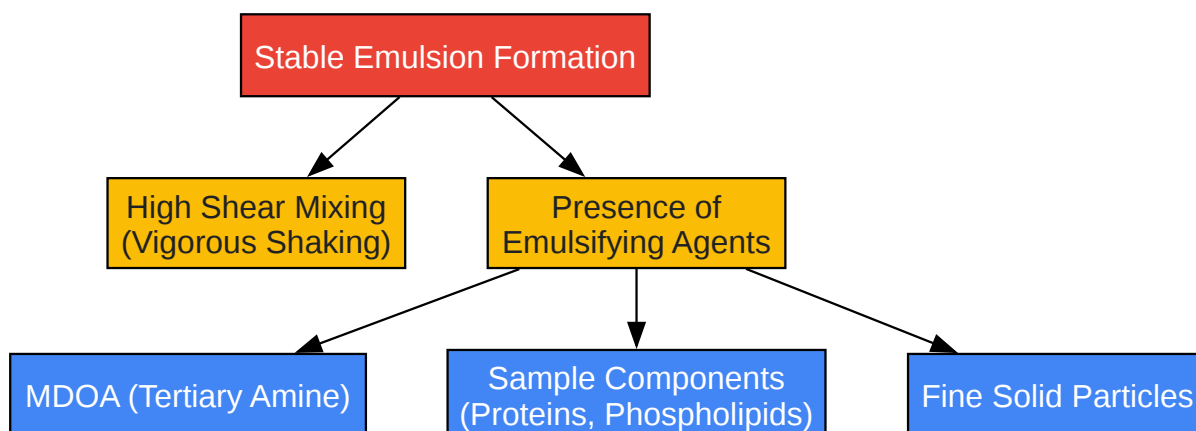 Stable Emulsion Formation
High Shear Mixing
(Vigorous Shaking)
Presence of
Emulsifying Agents
MDOA (Tertiary Amine)
Sample Components
(Proteins, Phospholipids)
Fine Solid Particles